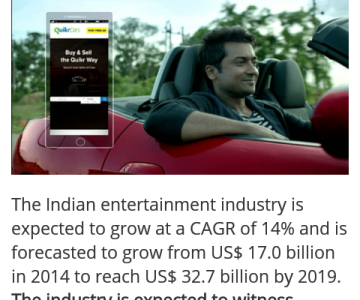 QuikrCars
Buy & Sell
the Quikr Way
The Indian entertainment industry is
expected to grow at a CAGR of 14% and is
forecasted to grow from US$ 17.0 billion
in 2014 to reach US$ 32.7 billion by 2019.
The industry is expected to witness